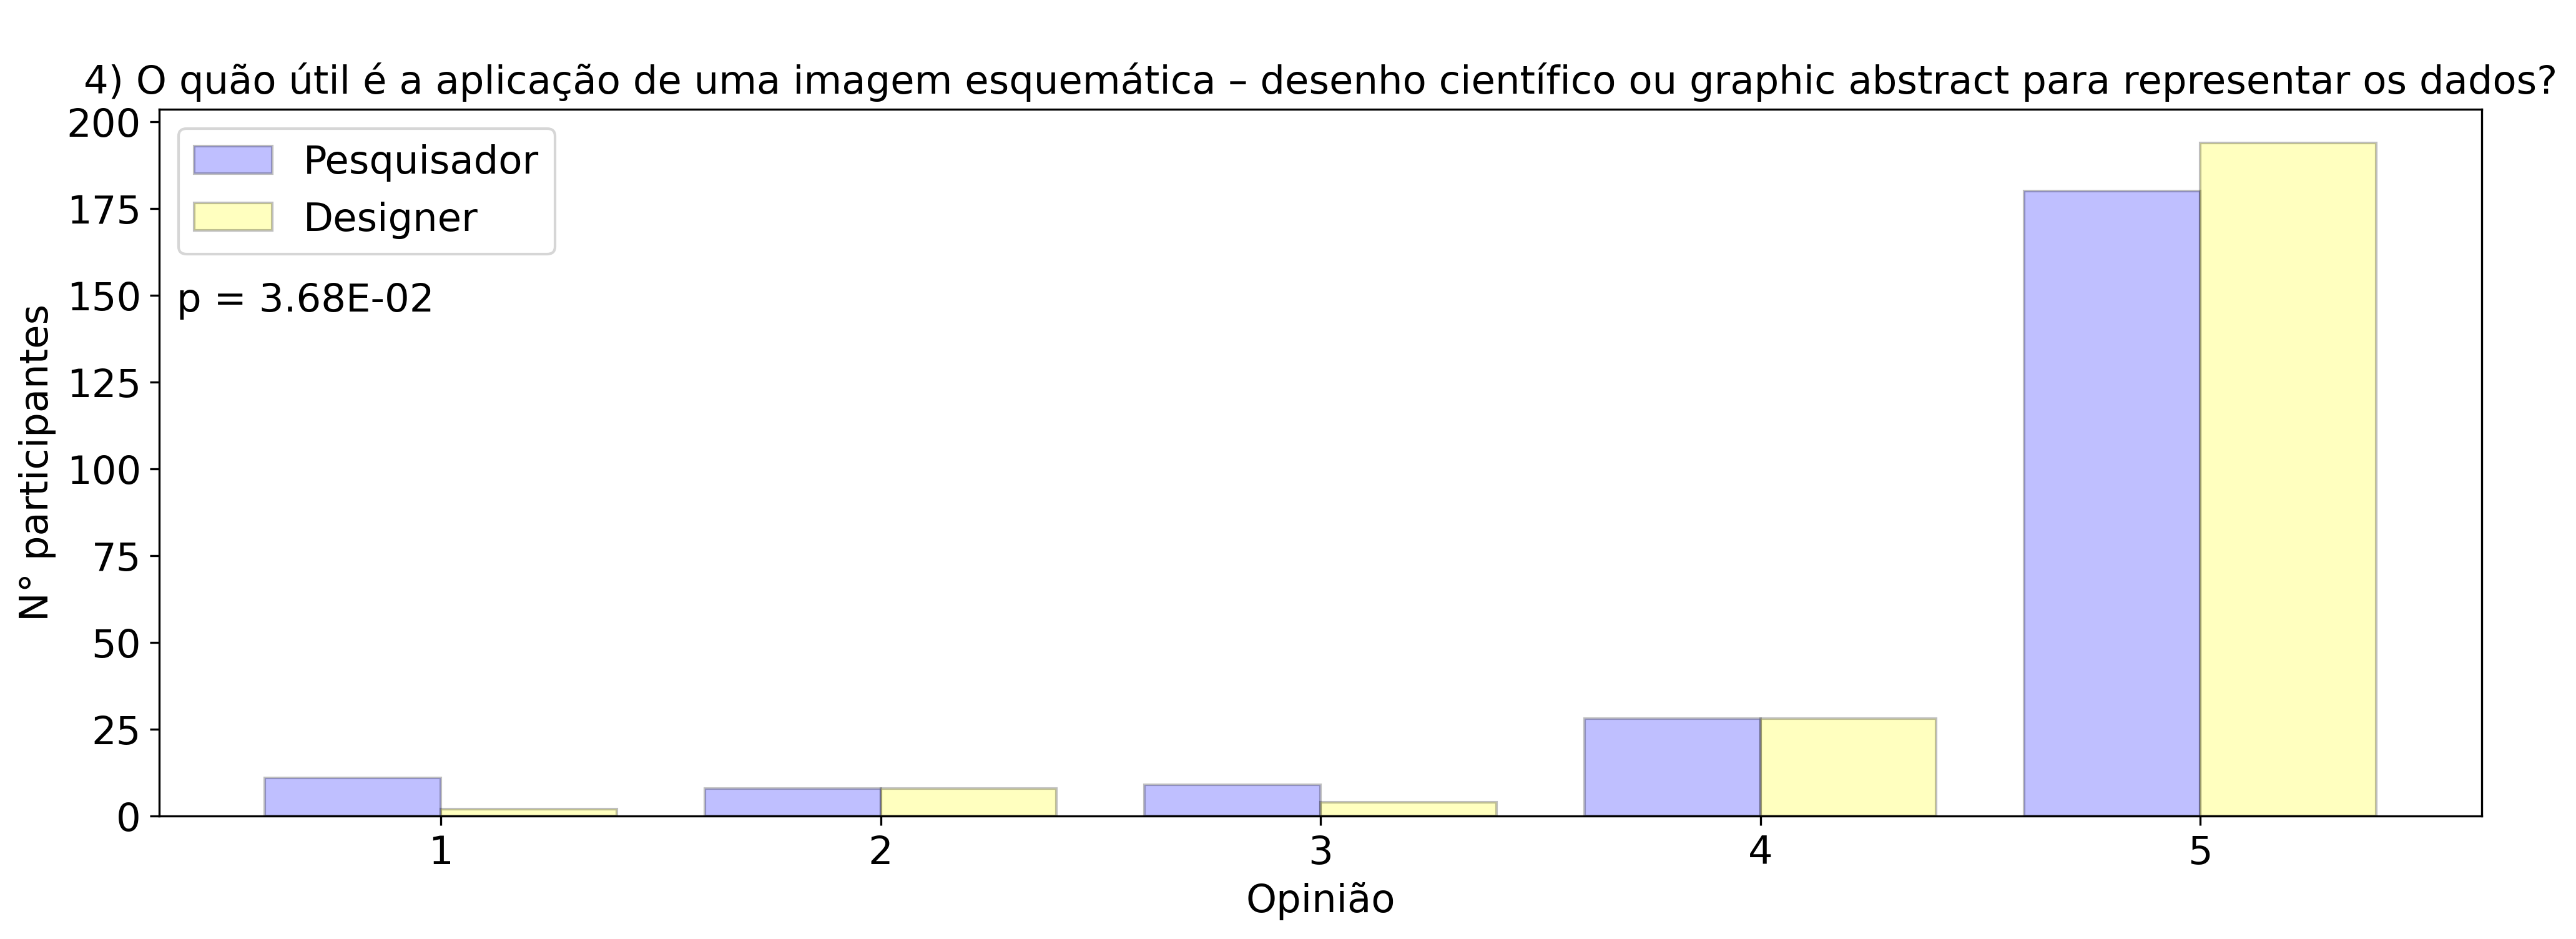 4) O quão útil é a aplicação de uma imagem esquemática – desenho científico ou graphic abstract para representar os dados?
Pesquisador
Designer
p = 3.68E-02
N° participantes
200
175
150
125
100
75
50
25
0
1 2 3 4 5
Opinião